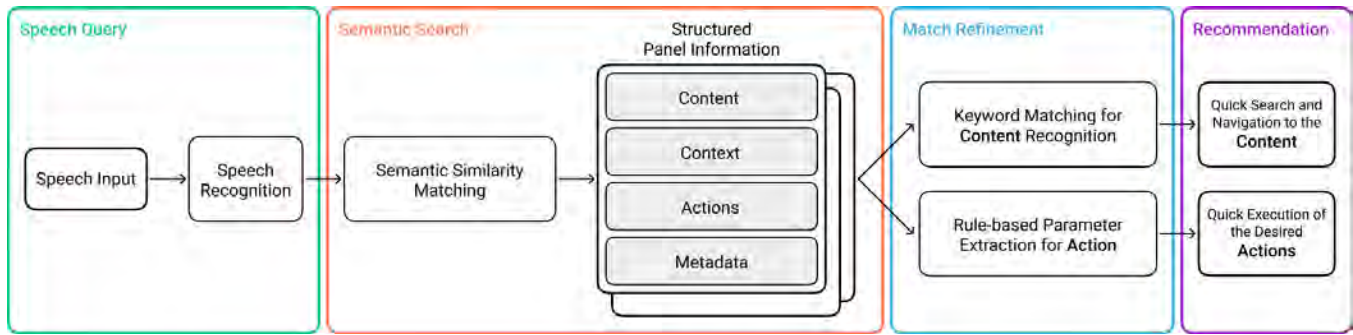 Speech Query
Speech Input
Speech
Recognition
Semantic Search
Semantic Similarity
Matching
Structured
Panel Information
Content
Context
Actions
Metadata
Match Refinement
Keyword Matching for
Content Recognition
Rule-based Parameter
Extraction for Action
Recommendation
Quick Search and
Navigation to the
Content
Quick Execution of
the Desired
Actions